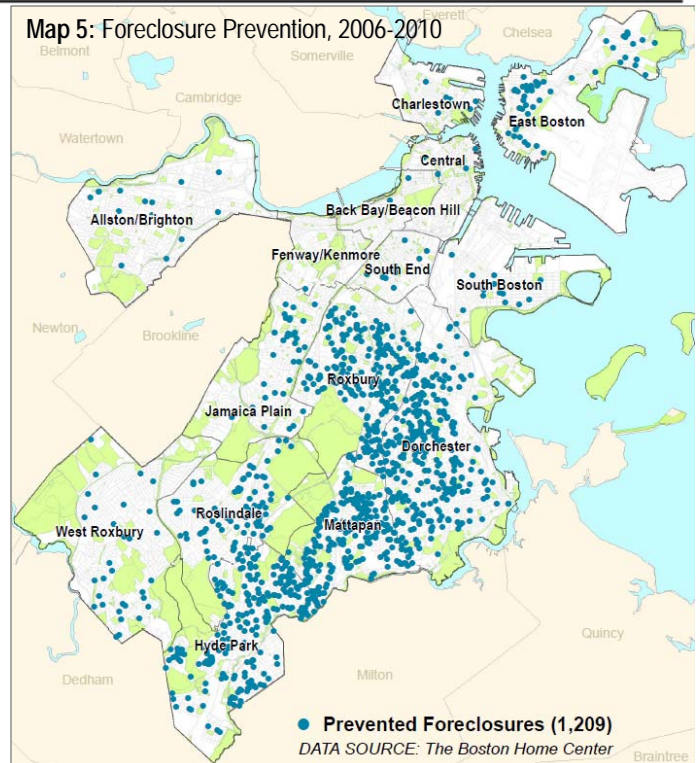 Map 5: Foreclosure Prevention, 2006-2010
Everett
Chelsea
Belmont
Somerville
Cambridge
Charlestown
East Boston
Watertown
Central
Allston/Brighton
Back Bay/Beacon Hill
Fenway/Kenmore
South End
South Boston
Newton
Brookline
Roxbury
Jamaica Plain
Dorchester
West Roxbury
Roslindale
Mattapan
Hyde Park
Quincy
Dedham
Milton
Prevented Foreclosures (1,209)
DATA SOURCE: The Boston Home Center
Braintree